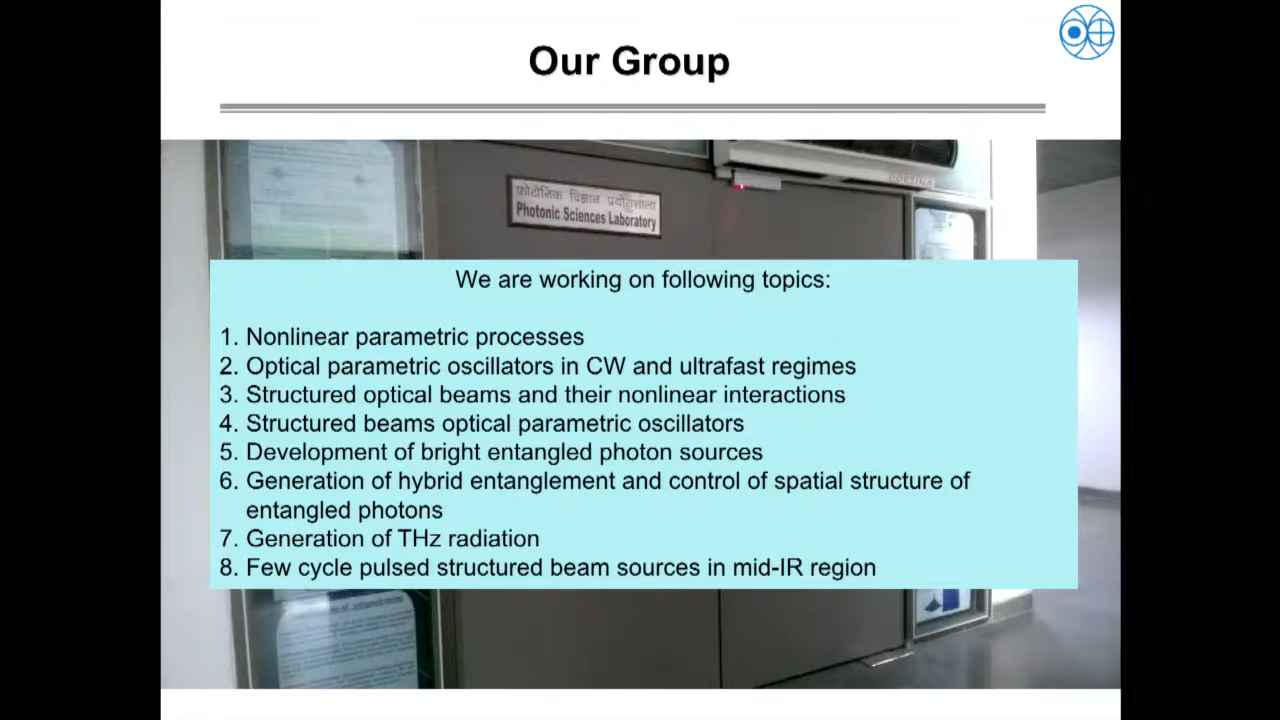 Our Group
फोटोनिक विज्ञान प्रयोगशाला
Photonic Sciences Laboratory
We are working on following topics:
1. Nonlinear parametric processes
2. Optical parametric oscillators in CW and ultrafast regimes
3. Structured optical beams and their nonlinear interactions
4. Structured beams optical parametric oscillators
5. Development of bright entangled photon sources
6. Generation of hybrid entanglement and control of spatial structure of
entangled photons
7. Generation of THz radiation
8. Few cycle pulsed structured beam sources in mid-IR region